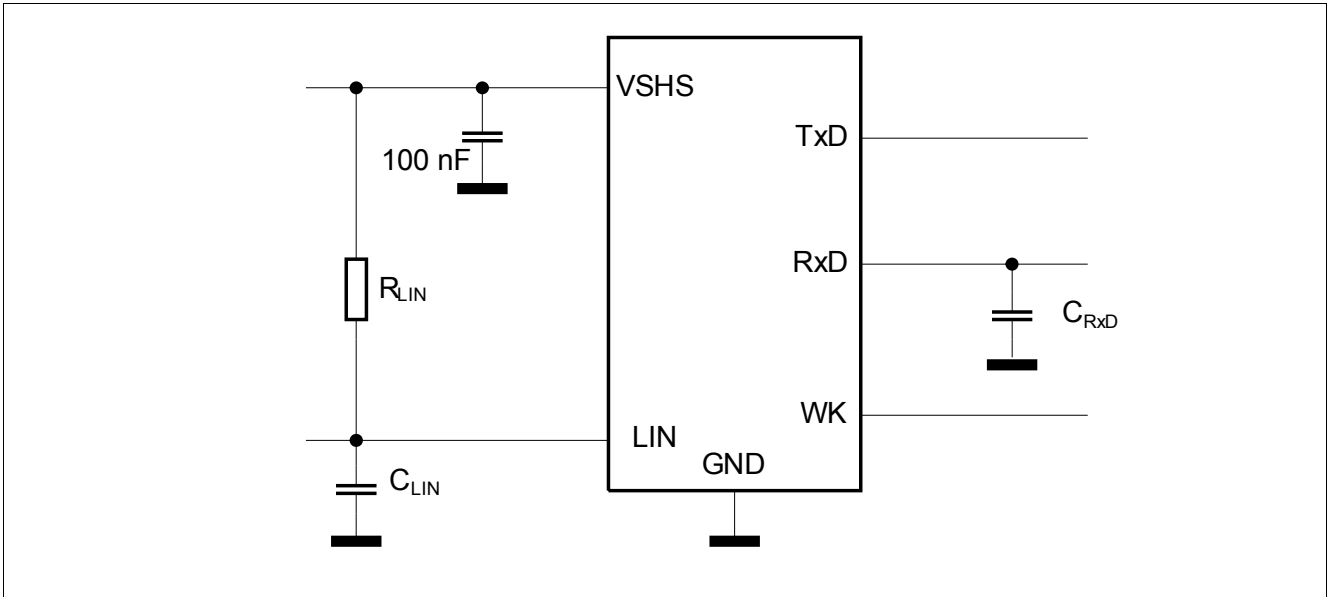 VSHS
TxD
100 nF
RxD
R_LIN
C_RxD
WK
LIN
GND
C_LIN